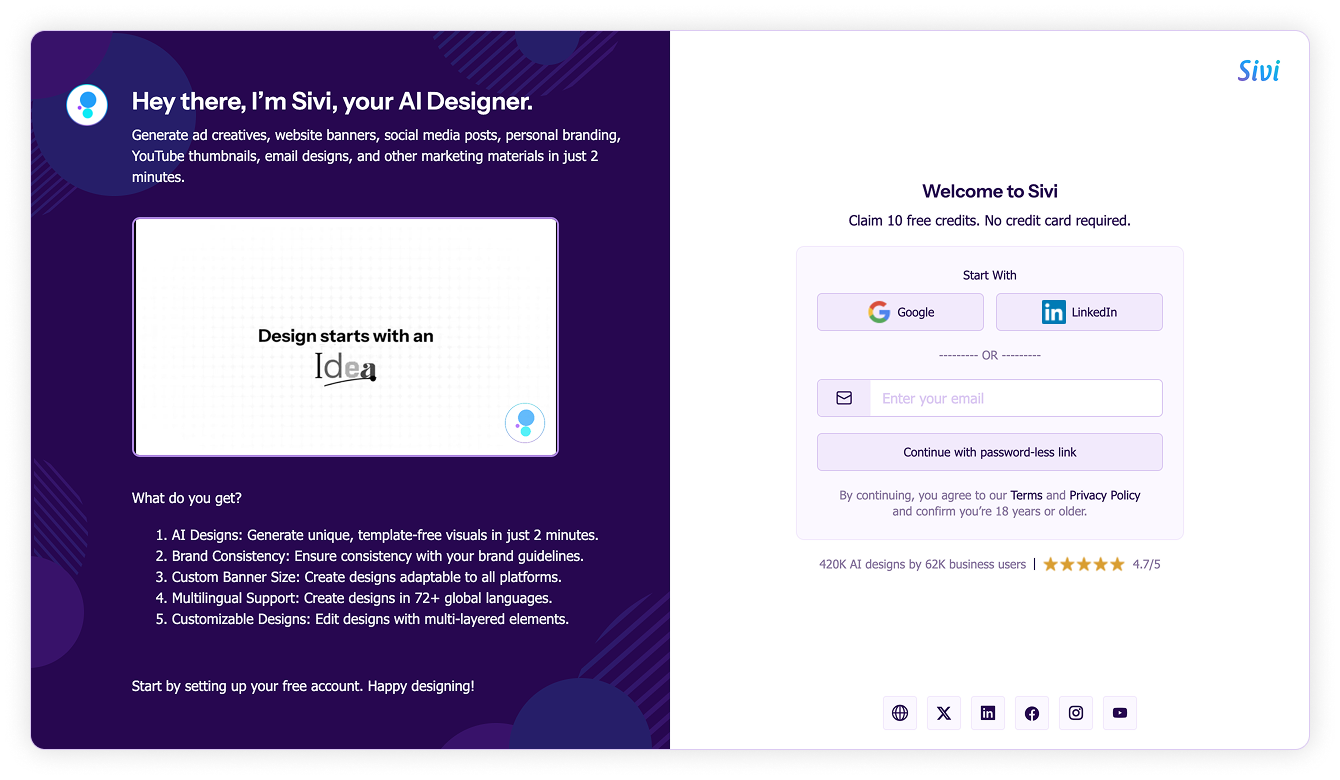 Hey there, I’m Sivi, your AI Designer.
Generate ad creatives, website banners, social media posts, personal branding,
YouTube thumbnails, email designs, and other marketing materials in just 2
minutes.
Design starts with an
Idea
What do you get?
1. AI Designs: Generate unique, template-free visuals in just 2 minutes.
2. Brand Consistency: Ensure consistency with your brand guidelines.
3. Custom Banner Size: Create designs adaptable to all platforms.
4. Multilingual Support: Create designs in 72+ global languages.
5. Customizable Designs: Edit designs with multi-layered elements.
Start by setting up your free account. Happy designing!
Sivi
Welcome to Sivi
Claim 10 free credits. No credit card required.
Start With
Google
LinkedIn
--------- OR ---------
Enter your email
Continue with password-less link
By continuing, you agree to our Terms and Privacy Policy
and confirm you’re 18 years or older.
420K AI designs by 62K business users | ★★★★★ 4.7/5